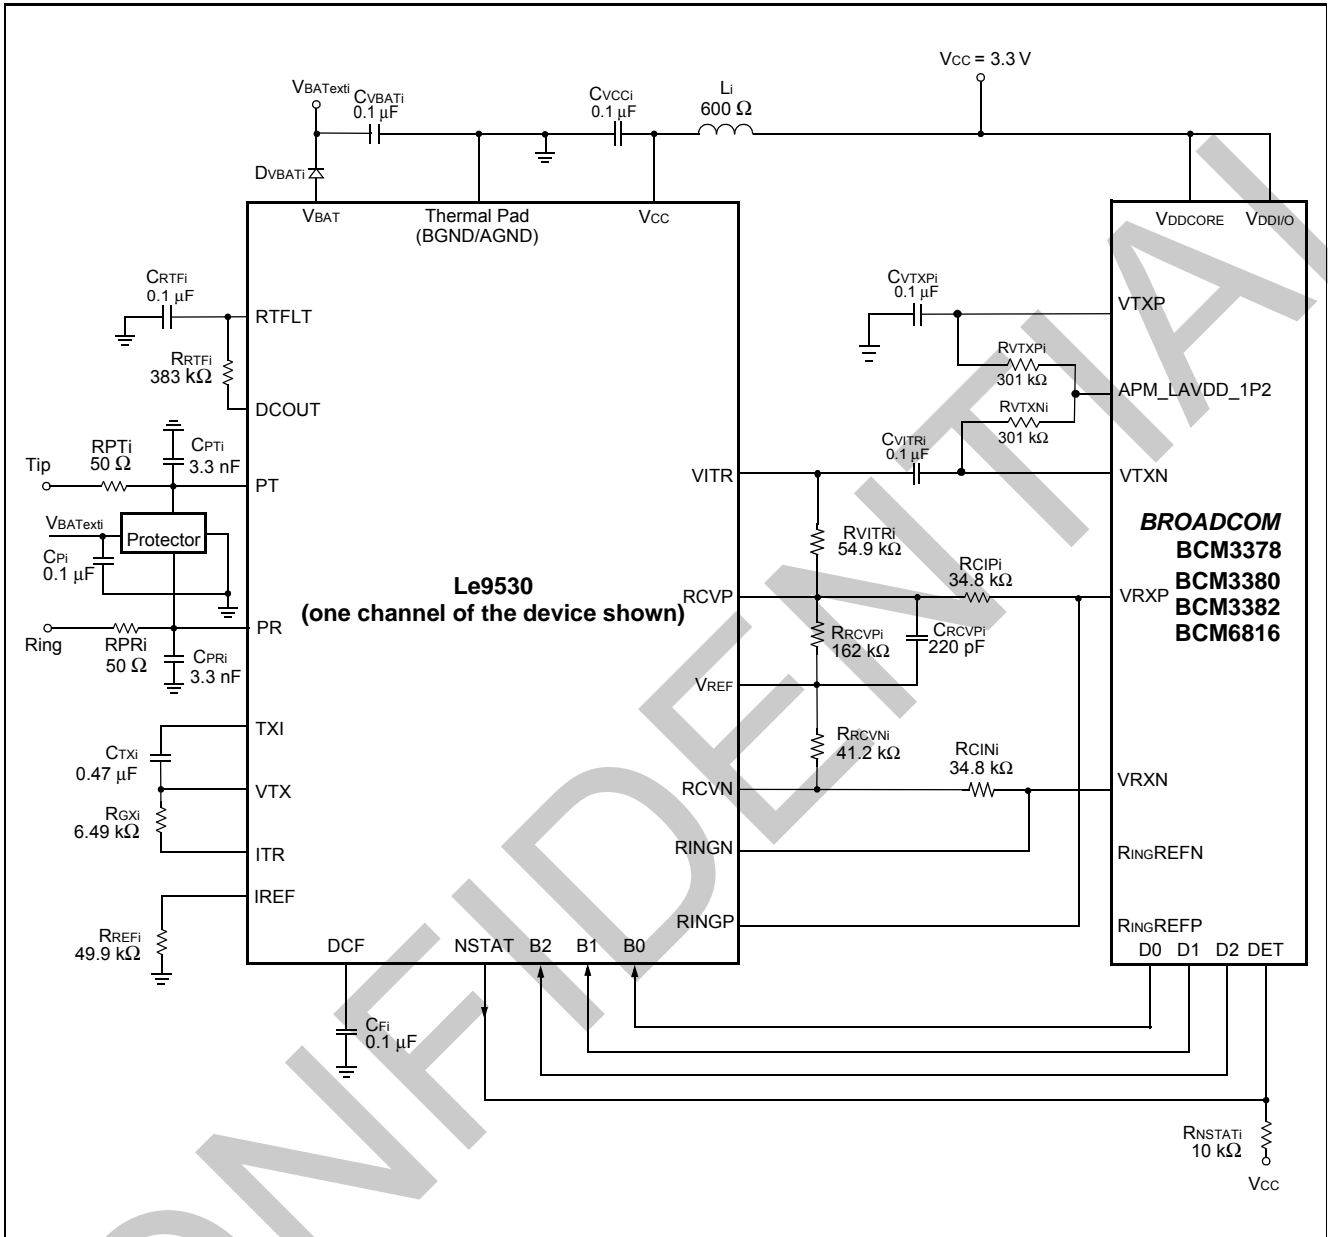 VCC = 3.3 V
VBATexti
CVBATi
0.1 µF
CVCCi
0.1 µF
Li
600 Ω
DVBATi
VBAT
Thermal Pad
(BGND/AGND)
VCC
VDDCORE
VDDI/O
CRTFi
0.1 µF
RTFLT
RRTFi
383 kΩ
DCOUT
CVTXPi
0.1 µF
VTXP
RVTXPi
301 kΩ
APM_LAVDD_1P2
RVTXNi
301 kΩ
RPTi
50 Ω
CPTi
3.3 nF
Tip
PT
VITR
CVITRi
0.1 µF
VTXN
VBATexti
Protector
CPi
0.1 µF
RVITRi
54.9 kΩ
BROADCOM
BCM3378
BCM3380
BCM3382
BCM6816
Le9530
(one channel of the device shown)
RCVP
RCIPi
34.8 kΩ
VRXP
Ring
RPRi
50 Ω
PR
CPRi
3.3 nF
RRCVPi
162 kΩ
CRCVPi
220 pF
VREF
TXI
CTXi
0.47 µF
VTX
RRCVNi
41.2 kΩ
RCINi
34.8 kΩ
RCVN
VRXN
RGXi
6.49 kΩ
ITR
RINGN
RINGREFN
IREF
RREFi
49.9 kΩ
RINGP
RINGREFP
DCF
NSTAT
B2
B1
B0
D0
D1
D2
DET
CFi
0.1 µF
RNSTATi
10 kΩ
VCC
CONFIDENTIAL